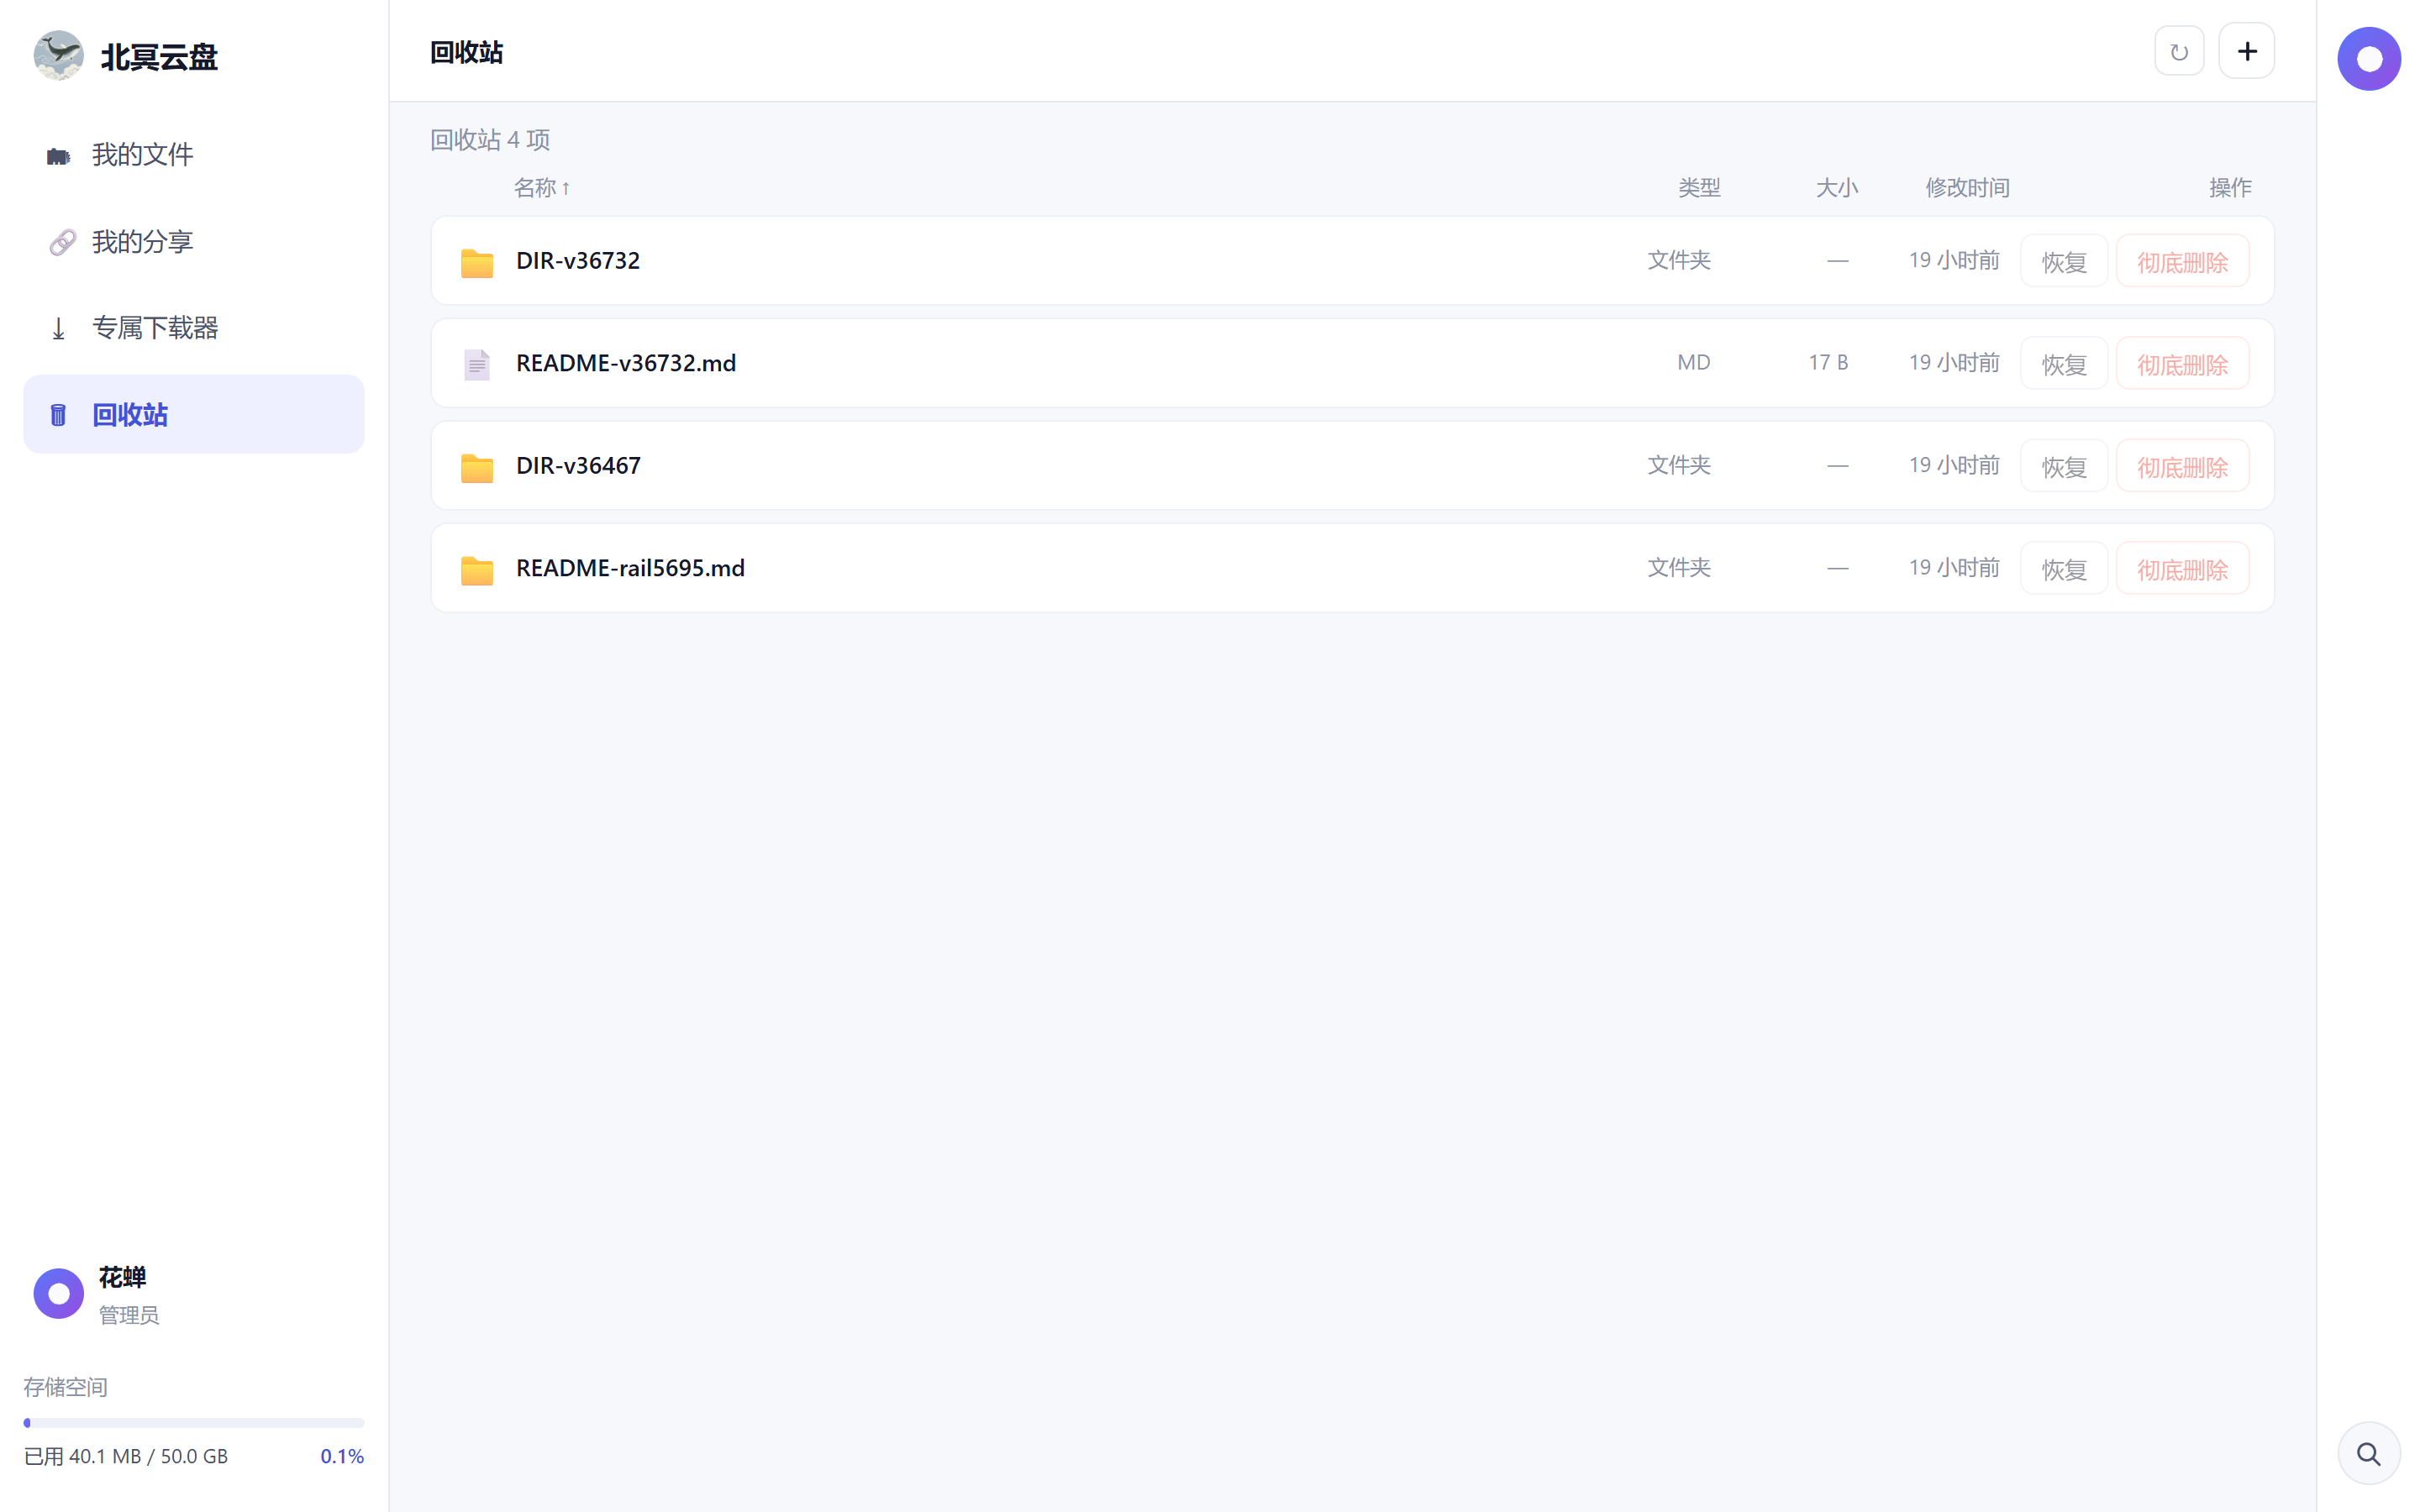 北冥云盘
我的文件
我的分享
专属下载器
回收站
花蝉
管理员
存储空间
已用 40.1 MB / 50.0 GB 0.1%
回收站
回收站 4 项
名称 ↑ 类型 大小 修改时间 操作
DIR-v36732 文件夹 — 19 小时前 恢复 彻底删除
README-v36732.md MD 17 B 19 小时前 恢复 彻底删除
DIR-v36467 文件夹 — 19 小时前 恢复 彻底删除
README-rail5695.md 文件夹 — 19 小时前 恢复 彻底删除